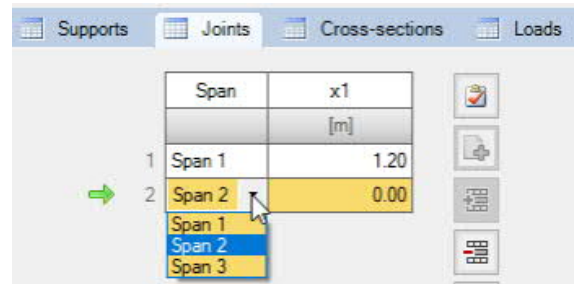 Supports Joints Cross-sections Loads
Span x1
[m]
1 Span 1 1.20
2 Span 2 0.00
Span 1
Span 2
Span 3